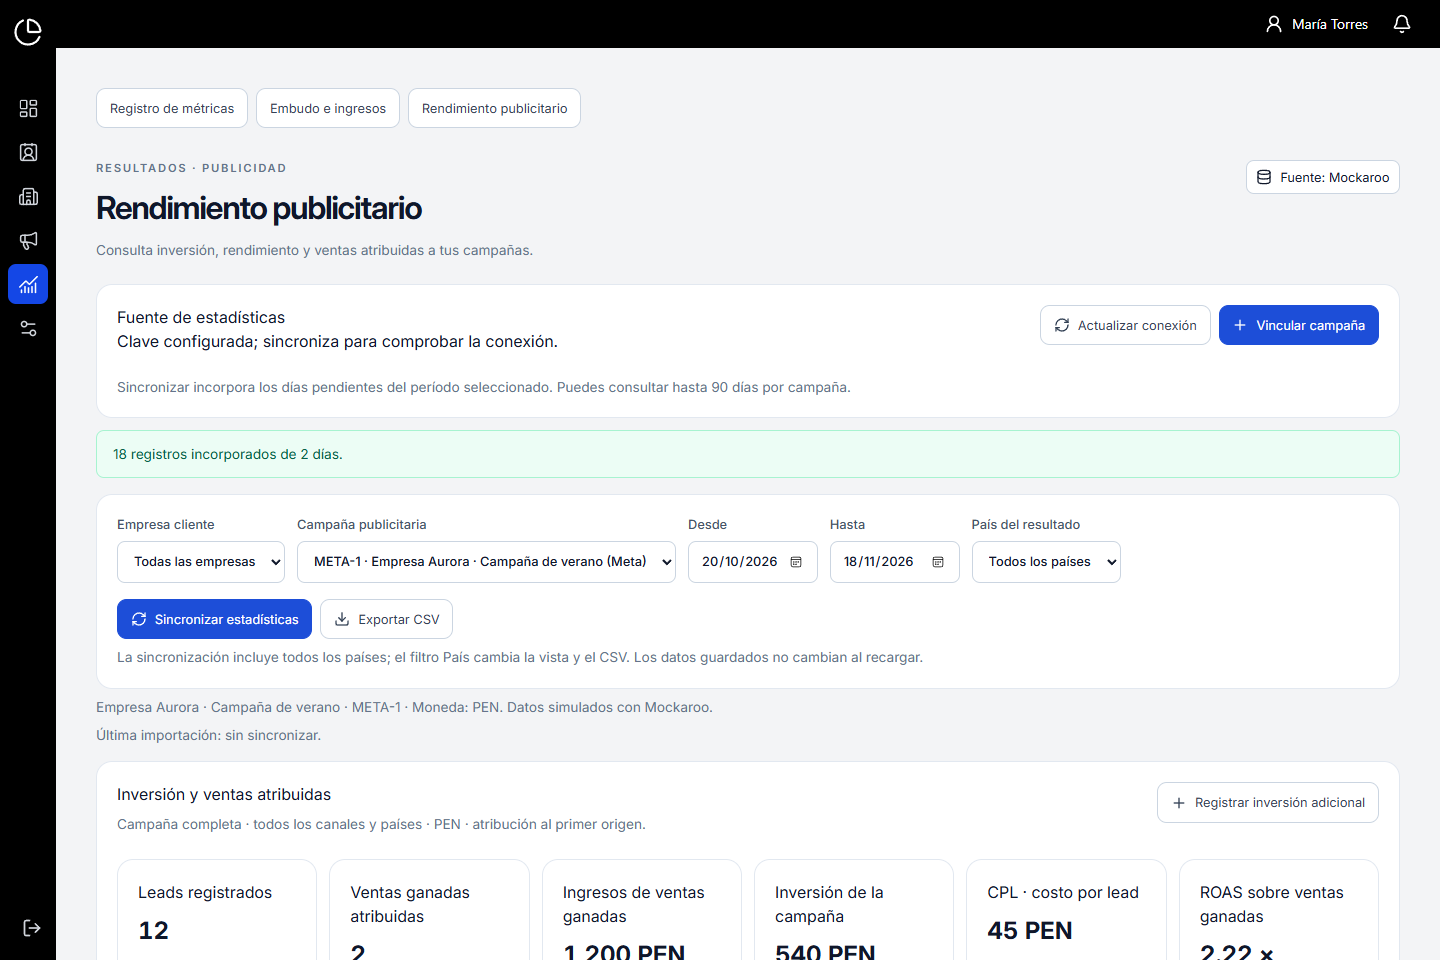 María Torres
Registro de métricas
Embudo e ingresos
Rendimiento publicitario
RESULTADOS · PUBLICIDAD
Fuente: Mockaroo
Rendimiento publicitario
Consulta inversión, rendimiento y ventas atribuidas a tus campañas.
Fuente de estadísticas
Clave configurada; sincroniza para comprobar la conexión.
Actualizar conexión
Vincular campaña
Sincronizar incorpora los días pendientes del período seleccionado. Puedes consultar hasta 90 días por campaña.
18 registros incorporados de 2 días.
Empresa cliente
Campaña publicitaria
Desde
Hasta
País del resultado
Todas las empresas
META-1 · Empresa Aurora · Campaña de verano (Meta)
20/10/2026
18/11/2026
Todos los países
Sincronizar estadísticas
Exportar CSV
La sincronización incluye todos los países; el filtro País cambia la vista y el CSV. Los datos guardados no cambian al recargar.
Empresa Aurora · Campaña de verano · META-1 · Moneda: PEN. Datos simulados con Mockaroo.
Última importación: sin sincronizar.
Inversión y ventas atribuidas
Registrar inversión adicional
Campaña completa · todos los canales y países · PEN · atribución al primer origen.
Leads registrados
12
Ventas ganadas
atribuidas
2
Ingresos de ventas
ganadas
1,200 PEN
Inversión de la
campaña
540 PEN
CPL · costo por lead
45 PEN
ROAS sobre ventas
ganadas
2.22 ×